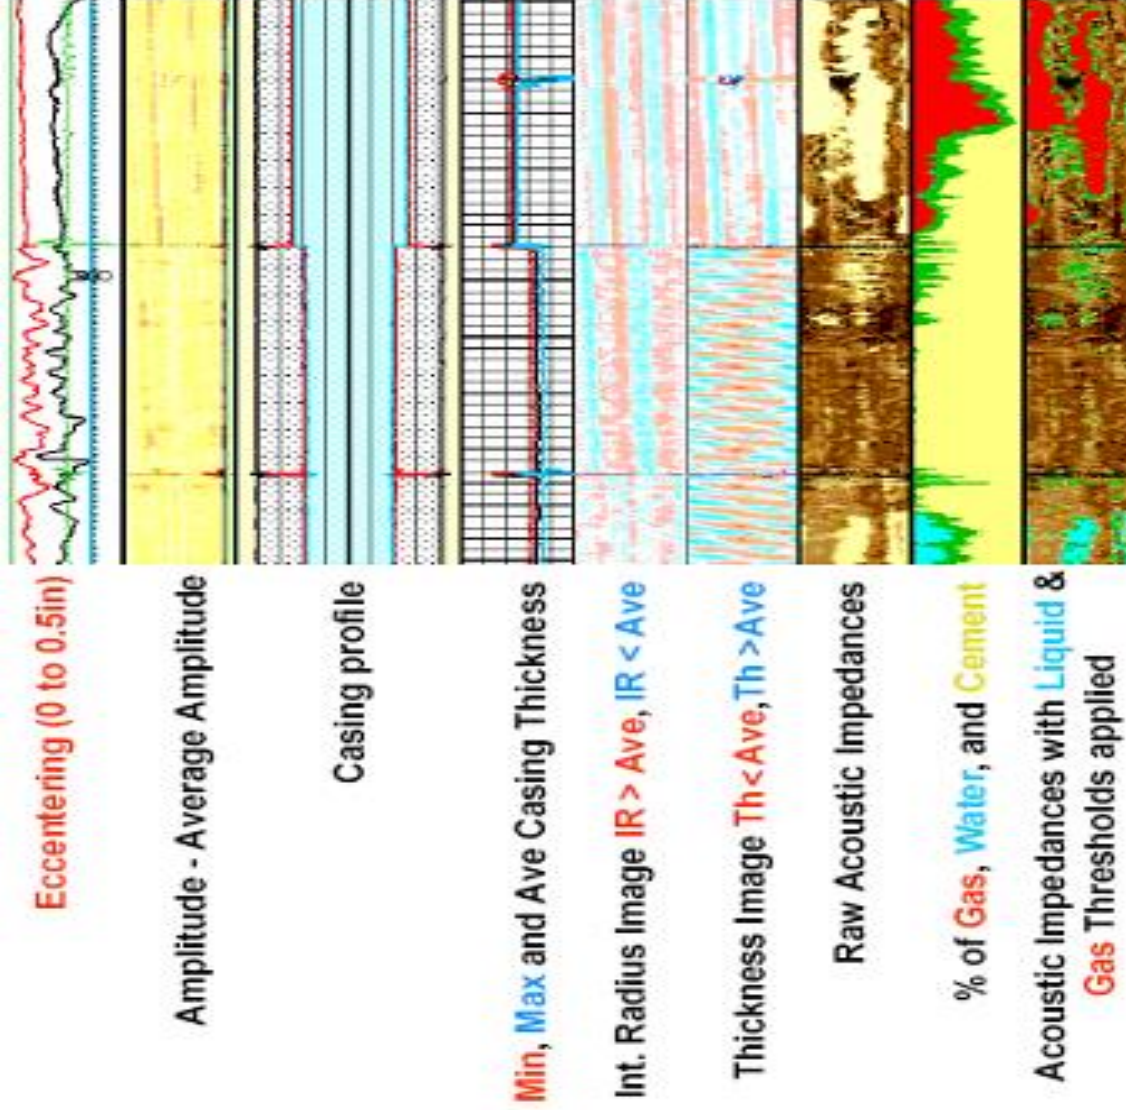 Eccentering (0 to 0.5in)
Amplitude - Average Amplitude
Casing profile
Min, Max and Ave Casing Thickness
Int. Radius Image IR > Ave, IR < Ave
Thickness Image Th<Ave,Th >Ave
Raw Acoustic Impedances
% of Gas, Water, and Cement
Acoustic Impedances with Liquid &
Gas Thresholds applied